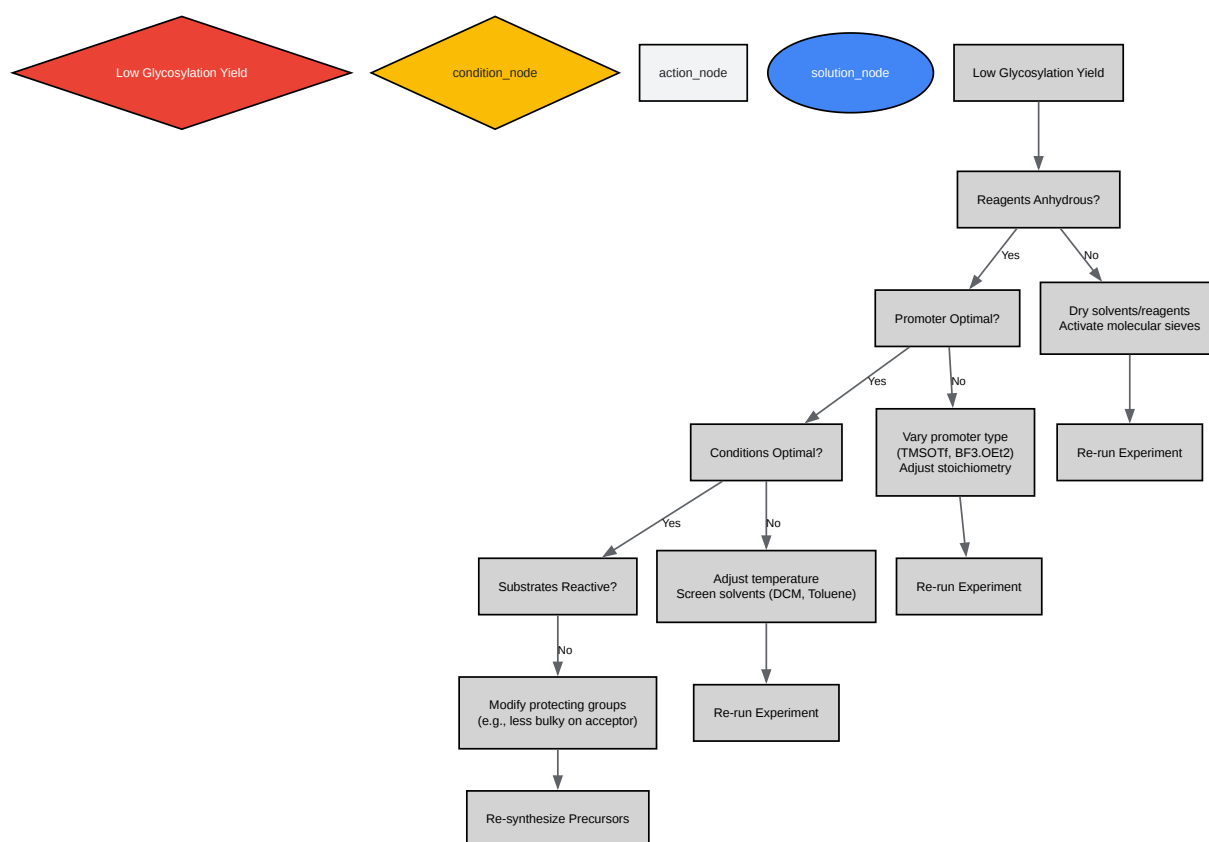 Low Glycosylation Yield
condition_node
action_node
solution_node
Low Glycosylation Yield
Reagents Anhydrous?
Yes
No
Promoter Optimal?
Dry solvents/reagents
Activate molecular sieves
Yes
No
Conditions Optimal?
Vary promoter type
(TMSOTf, BF3.OEt2)
Adjust stoichiometry
Re-run Experiment
Yes
No
Substrates Reactive?
Adjust temperature
Screen solvents (DCM, Toluene)
Re-run Experiment
No
Modify protecting groups
(e.g., less bulky on acceptor)
Re-run Experiment
Re-synthesize Precursors